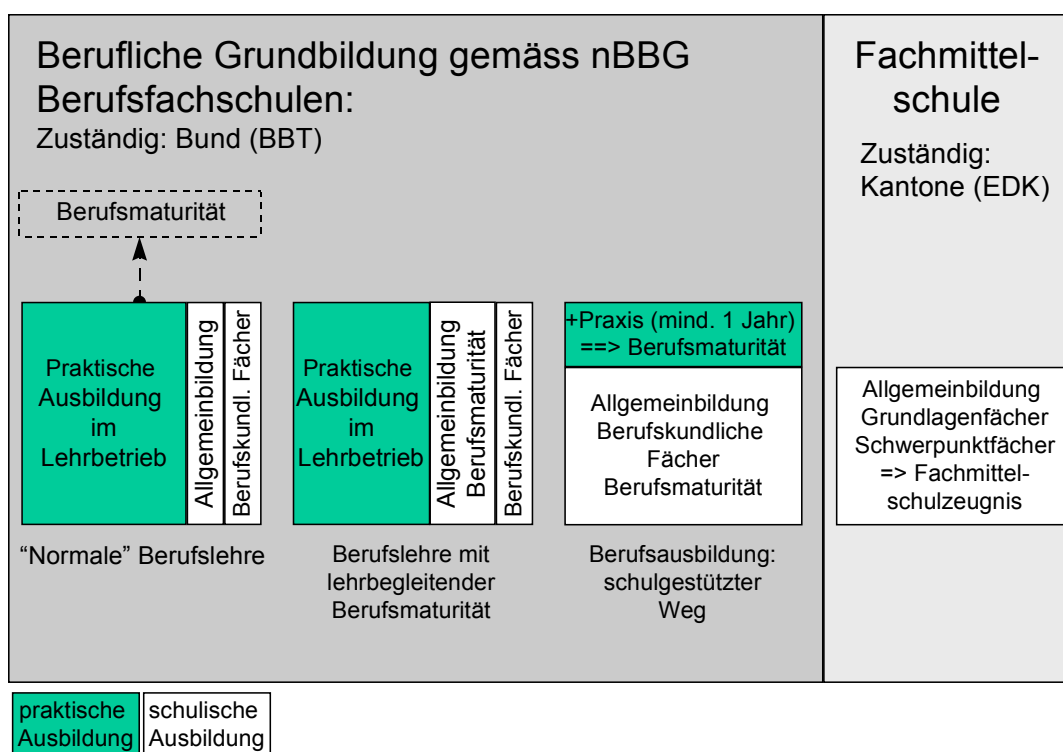 Berufliche Grundbildung gemäss nBBG
Berufsfachschulen:
Zuständig: Bund (BBT)
Berufsmaturität
Praktische
Ausbildung
im
Lehrbetrieb
Allgemeinbildung
Berufskundl. Fächer
"Normale" Berufslehre
Praktische
Ausbildung
im
Lehrbetrieb
Allgemeinbildung
Berufsmaturität
Berufskundl. Fächer
Berufslehre mit
lehrbegleitender
Berufsmaturität
+Praxis (mind. 1 Jahr)
==> Berufsmaturität
Allgemeinbildung
Berufskundliche
Fächer
Berufsmaturität
Berufsausbildung:
schulgestützter
Weg
Fachmittel-
schule
Zuständig:
Kantone (EDK)
Allgemeinbildung
Grundlagenfächer
Schwerpunktfächer
=> Fachmittel-
schulzeugnis
praktische
Ausbildung
schulische
Ausbildung